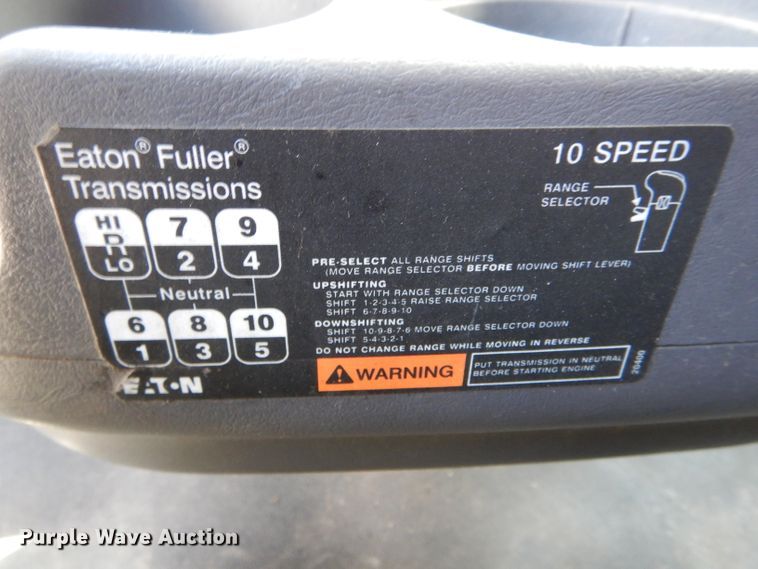 Eaton® Fuller®
Transmissions
10 SPEED
RANGE
SELECTOR
HI
R
LO
7
2
9
4
Neutral
6
1
8
3
10
5
PRE-SELECT ALL RANGE SHIFTS
(MOVE RANGE SELECTOR BEFORE MOVING SHIFT LEVER)
UPSHIFTING
START WITH RANGE SELECTOR DOWN
SHIFT 1-2-3-4-5 RAISE RANGE SELECTOR
SHIFT 6-7-8-9-10
DOWNSHIFTING
SHIFT 10-9-8-7-6 MOVE RANGE SELECTOR DOWN
SHIFT 5-4-3-2-1
DO NOT CHANGE RANGE WHILE MOVING IN REVERSE
WARNING
PUT TRANSMISSION IN NEUTRAL
BEFORE STARTING ENGINE
20400
EATON
Purple Wave Auction